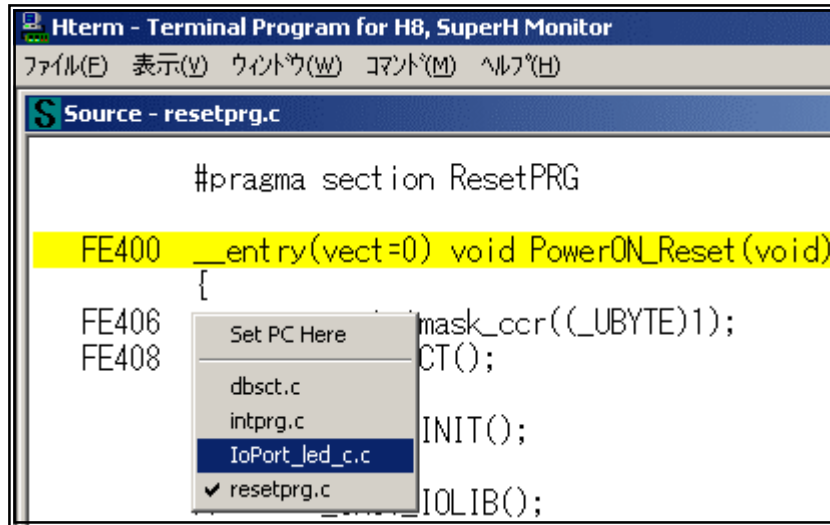 Hterm - Terminal Program for H8, SuperH Monitor
ファイル(F) 表示(V) ウィンドウ(W) コマンド(M) ヘルプ(H)
Source - resetprg.c
#pragma section ResetPRG
FE400 __entry(vect=0) void PowerON_Reset(void)
{
FE406 mask_ccr((_UBYTE)1);
Set PC Here
FE408 CT();
dbsct.c
intprg.c
INIT();
IoPort_led_c.c
✔ resetprg.c
IOLIB();